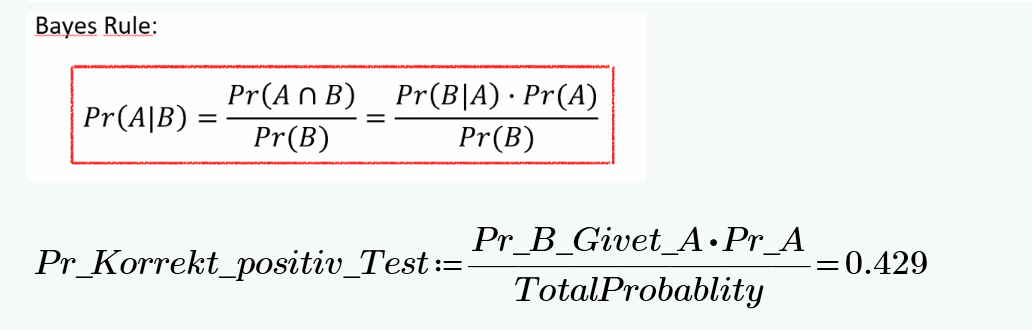 Bayes Rule:
Pr(A|B) = Pr(A ∩ B) / Pr(B) = Pr(B|A) · Pr(A) / Pr(B)
Pr_Korrekt_positiv_Test := Pr_B_Givet_A • Pr_A / TotalProbablity = 0.429